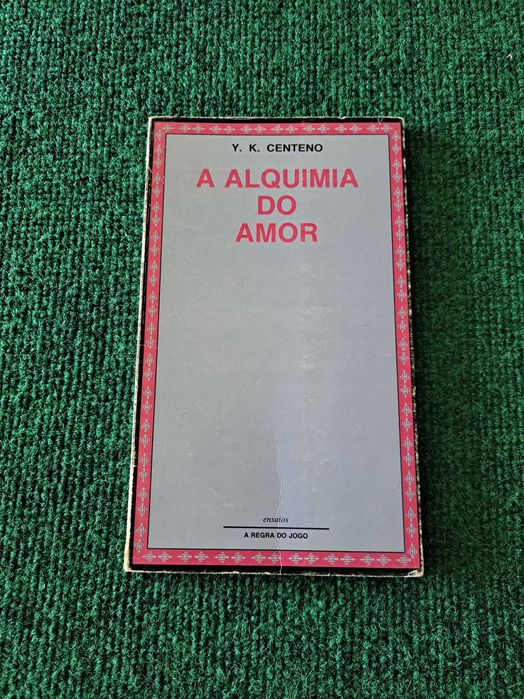 Y. K. CENTENO
A ALQUIMIA
DO
AMOR
ensaios
A REGRA DO JOGO